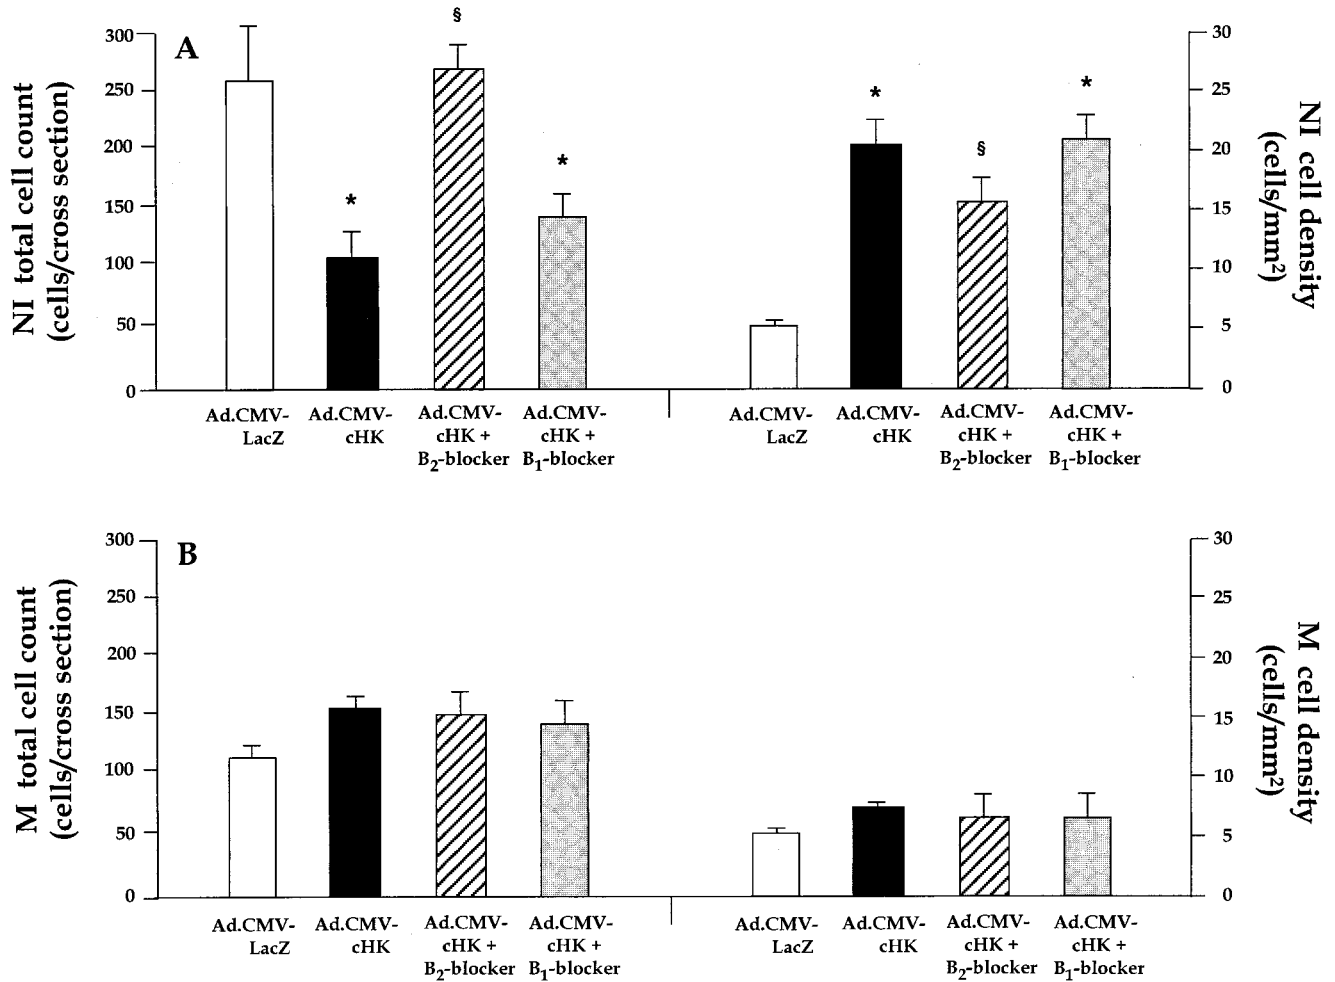 A
NI total cell count
(cells/cross section)
300
250
200
150
100
50
0
*
§
*
*
§
*
30
25
20
15
10
5
0
NI cell density
(cells/mm²)
Ad.CMV-
LacZ
Ad.CMV-
cHK
Ad.CMV-
cHK +
B₂-blocker
Ad.CMV-
cHK +
B₁-blocker
Ad.CMV-
LacZ
Ad.CMV-
cHK
Ad.CMV-
cHK +
B₂-blocker
Ad.CMV-
cHK +
B₁-blocker
B
M total cell count
(cells/cross section)
300
250
200
150
100
50
0
30
25
20
15
10
5
0
M cell density
(cells/mm²)
Ad.CMV-
LacZ
Ad.CMV-
cHK
Ad.CMV-
cHK +
B₂-blocker
Ad.CMV-
cHK +
B₁-blocker
Ad.CMV-
LacZ
Ad.CMV-
cHK
Ad.CMV-
cHK +
B₂-blocker
Ad.CMV-
cHK +
B₁-blocker